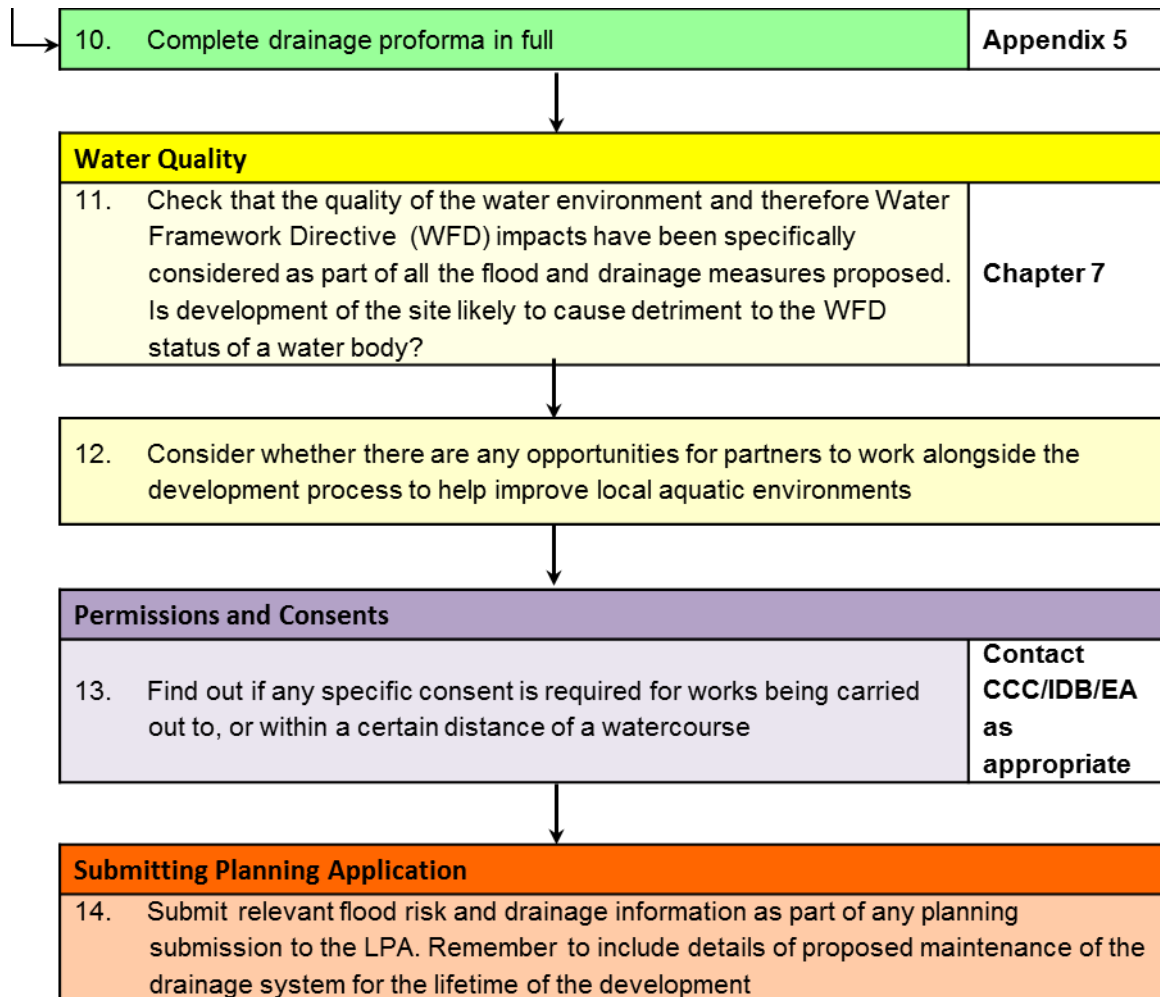 10. Complete drainage proforma in full
Appendix 5
Water Quality
11. Check that the quality of the water environment and therefore Water
Framework Directive (WFD) impacts have been specifically
considered as part of all the flood and drainage measures proposed.
Is development of the site likely to cause detriment to the WFD
status of a water body?
Chapter 7
12. Consider whether there are any opportunities for partners to work alongside the
development process to help improve local aquatic environments
Permissions and Consents
13. Find out if any specific consent is required for works being carried
out to, or within a certain distance of a watercourse
Contact
CCC/IDB/EA
as
appropriate
Submitting Planning Application
14. Submit relevant flood risk and drainage information as part of any planning
submission to the LPA. Remember to include details of proposed maintenance of the
drainage system for the lifetime of the development